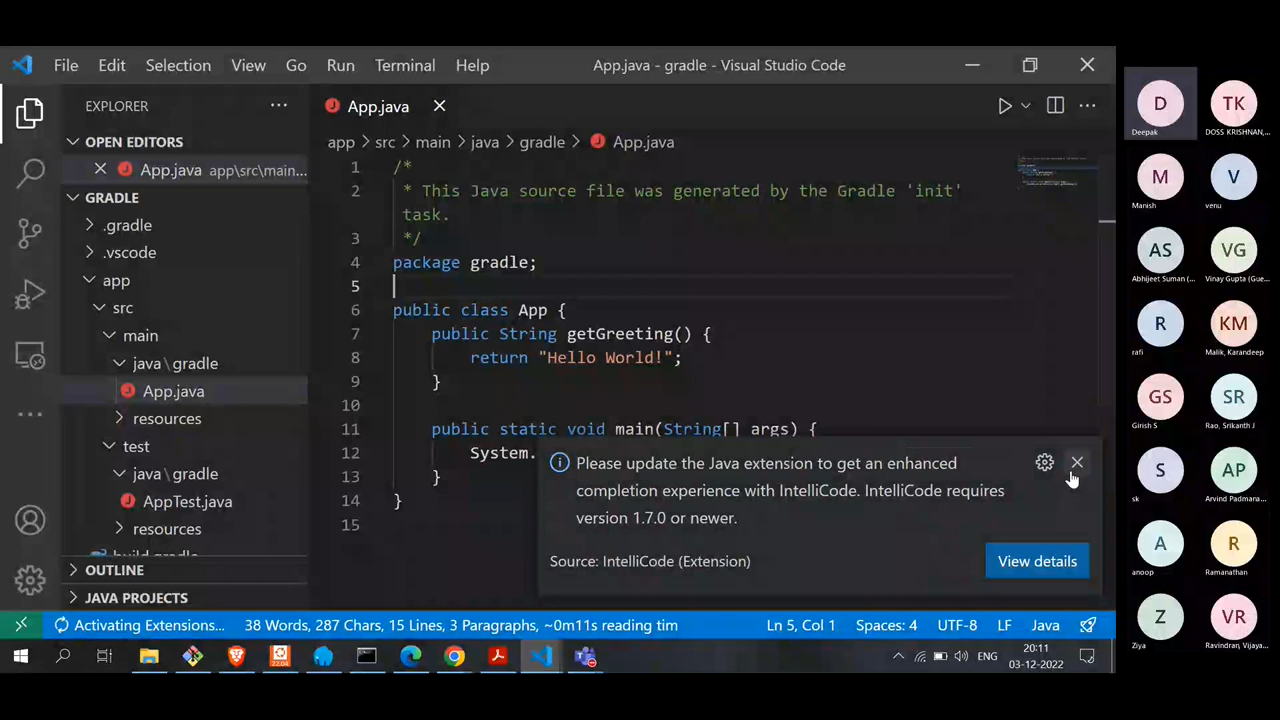 File Edit Selection View Go Run Terminal Help App.java - gradle - Visual Studio Code
EXPLORER
OPEN EDITORS
App.java app\src\main...
GRADLE
.gradle
.vscode
app
src
main
java\gradle
App.java
resources
test
java\gradle
AppTest.java
resources
build.gradle
OUTLINE
JAVA PROJECTS
App.java
app > src > main > java > gradle > App.java
1 /*
2 * This Java source file was generated by the Gradle 'init'
task.
3 */
4 package gradle;
5
6 public class App {
7 public String getGreeting() {
8 return "Hello World!";
9 }
10
11 public static void main(String[] args) {
12 System.
13 }
14 }
15
Please update the Java extension to get an enhanced
completion experience with IntelliCode. IntelliCode requires
version 1.7.0 or newer.
Source: IntelliCode (Extension)
View details
Activating Extensions... 38 Words, 287 Chars, 15 Lines, 3 Paragraphs, ~0m11s reading tim Ln 5, Col 1 Spaces: 4 UTF-8 LF Java
22.04
ENG
20:11
03-12-2022
D TK
Deepak DOSS KRISHNAN,...
M V
Manish venu
AS VG
Abhijeet Suman (... Vinay Gupta (Gue...
R KM
rafi Malik, Karandeep
GS SR
Girish S Rao, Srikanth J
S AP
sk Arvind Padmana...
A R
anoop Ramanathan
Z VR
Ziya Ravindran, Vijaya...